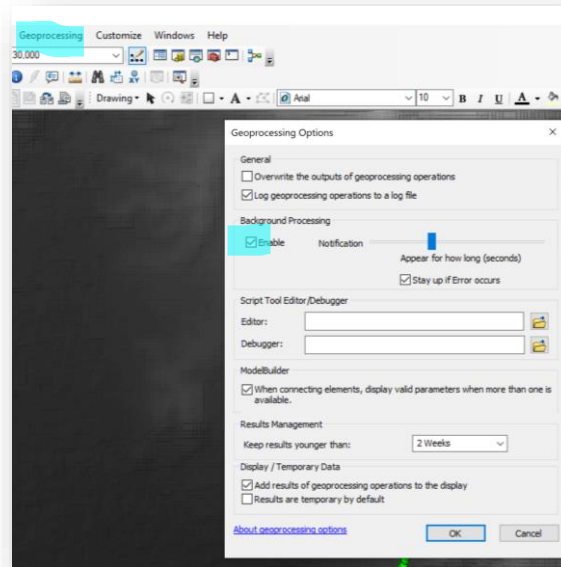 Geoprocessing Customize Windows Help
30,000
Drawing A Arial 10 B I U A
Geoprocessing Options
General
Overwrite the outputs of geoprocessing operations
Log geoprocessing operations to a log file
Background Processing
Enable Notification
Appear for how long (seconds)
Stay up if Error occurs
Script Tool Editor/Debugger
Editor:
Debugger:
ModelBuilder
When connecting elements, display valid parameters when more than one is
available.
Results Management
Keep results younger than: 2 Weeks
Display / Temporary Data
Add results of geoprocessing operations to the display
Results are temporary by default
About geoprocessing options OK Cancel